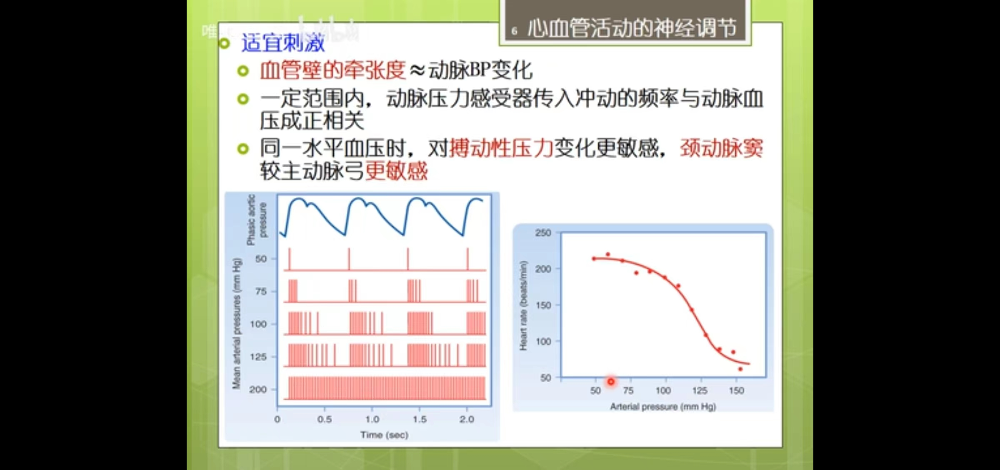 6 心血管活动的神经调节
唯
bilibili
适宜刺激
血管壁的牵张度≈动脉BP变化
一定范围内，动脉压力感受器传入冲动的频率与动脉血
压成正相关
同一水平血压时，对搏动性压力变化更敏感，颈动脉窦
较主动脉弓更敏感
Phasic aortic
pressure
Mean arterial pressures (mm Hg)
50
75
100
125
200
0 0.5 1.0 1.5 2.0
Time (sec)
Heart rate (beats/min)
250
200
150
100
50
50 75 100 125 150
Arterial pressure (mm Hg)